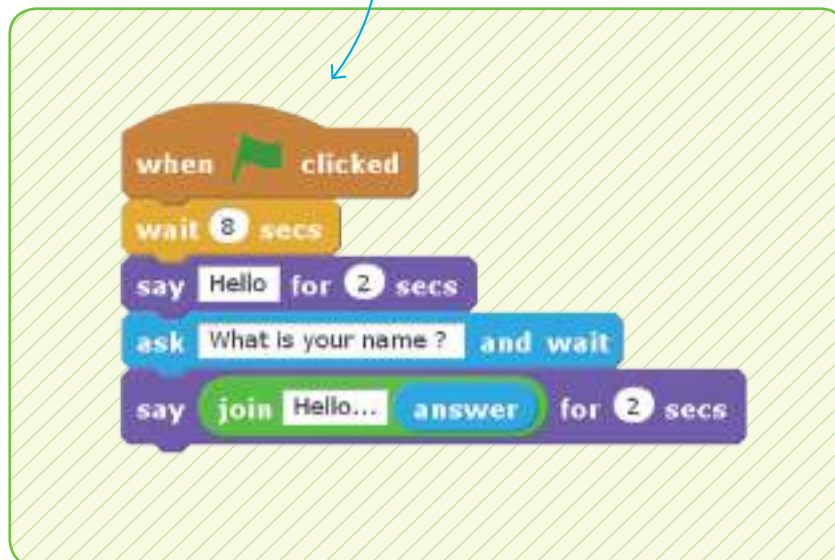 when clicked
wait 8 secs
say Hello for 2 secs
ask What is your name ? and wait
say join Hello... answer for 2 secs